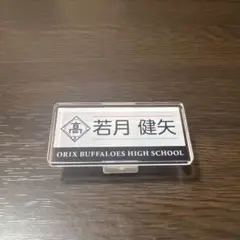 高 若月 健矢
ORIX BUFFALOES HIGH SCHOOL